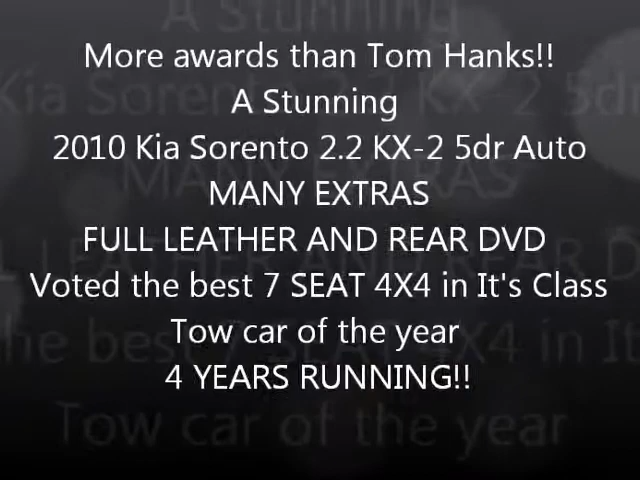 More awards than Tom Hanks!!
A Stunning
2010 Kia Sorento 2.2 KX-2 5dr Auto
MANY EXTRAS
FULL LEATHER AND REAR DVD
Voted the best 7 SEAT 4X4 in It's Class
Tow car of the year
4 YEARS RUNNING!!